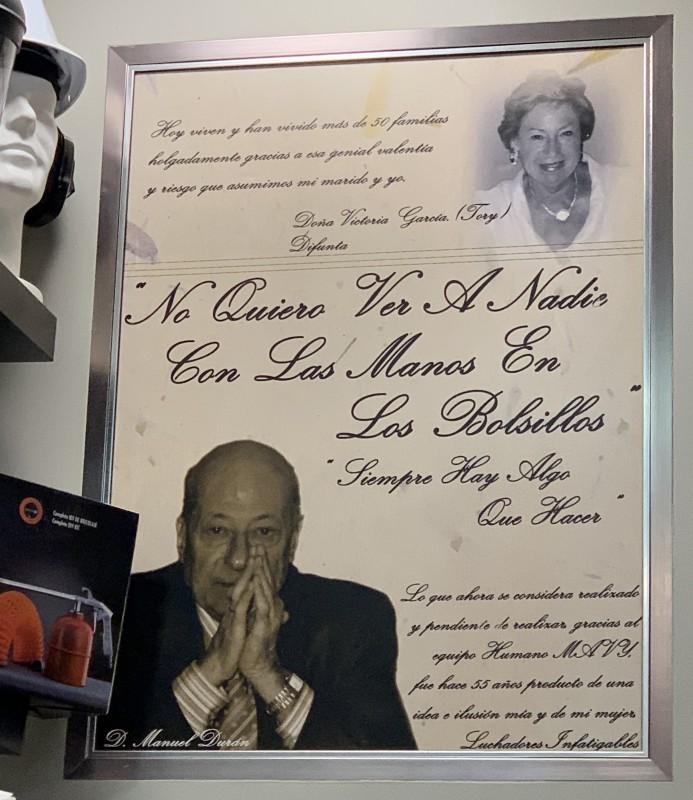 Hoy viven y han vivido más de 50 familias
holgadamente gracias a esa genial valentía
y riesgo que asumimos mi marido y yo.
Doña Victoria García. (Tory)
Difunta
"No Quiero Ver A Nadie
Con Las Manos En
Los Bolsillos"
"Siempre Hay Algo
Que Hacer"
Lo que ahora se considera realizado
y pendiente de realizar, gracias al
equipo Humano MAVY,
fue hace 55 años producto de una
idea e ilusión mía y de mi mujer,
Luchadores Infatigables
D. Manuel Durán